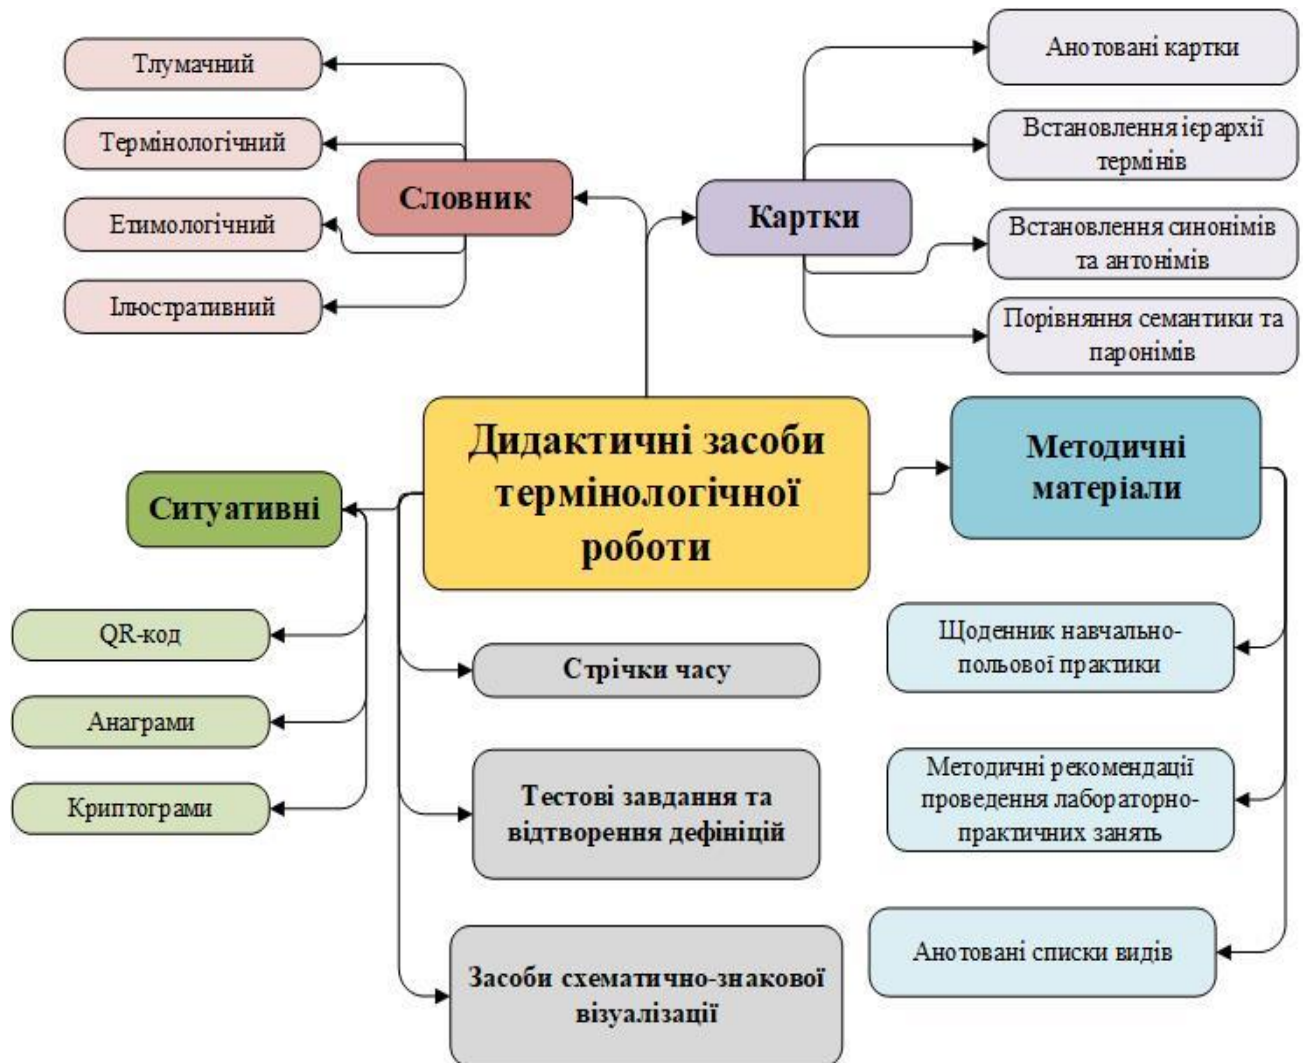 Тлумачний
Термінологічний
Етимологічний
Ілюстративний
Словник
Картки
Анотовані картки
Встановлення ієрархії
термінів
Встановлення синонімів
та антонімів
Порівняння семантики та
паронімів
Дидактичні засоби
термінологічної
роботи
Методичні
матеріали
Ситуативні
QR-код
Анаграми
Криптограми
Стрічки часу
Тестові завдання та
відтворення дефініцій
Засоби схематично-знакової
візуалізації
Щоденник навчально-
польової практики
Методичні рекомендації
проведення лабораторно-
практичних занять
Анотовані списки видів